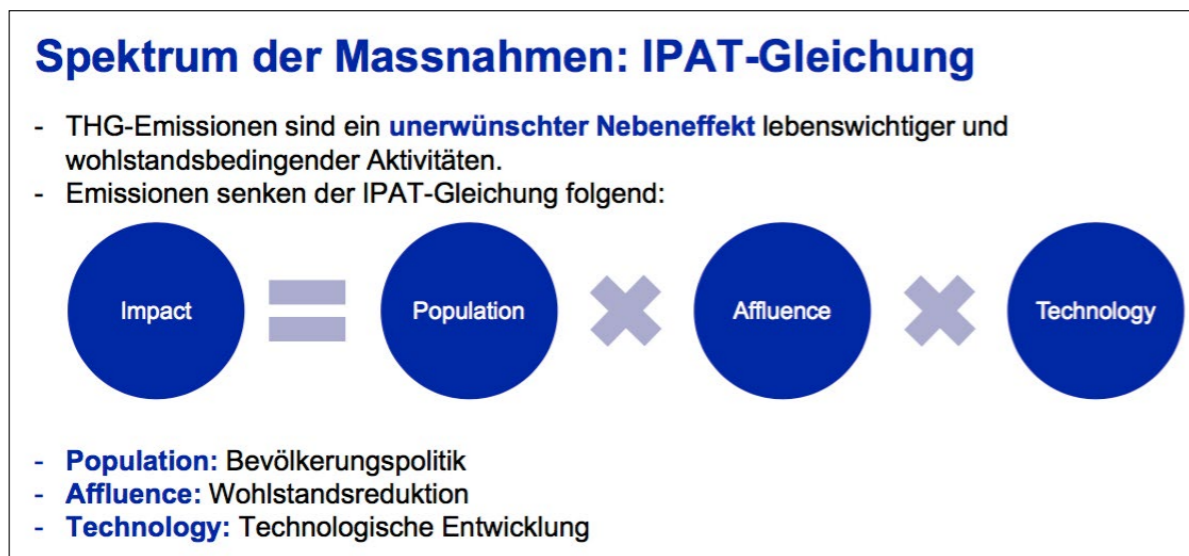 Spektrum der Massnahmen: IPAT-Gleichung
- THG-Emissionen sind ein unerwünschter Nebeneffekt lebenswichtiger und
wohlstandsbedingender Aktivitäten.
- Emissionen senken der IPAT-Gleichung folgend:
Impact = Population × Affluence × Technology
- Population: Bevölkerungspolitik
- Affluence: Wohlstandsreduktion
- Technology: Technologische Entwicklung